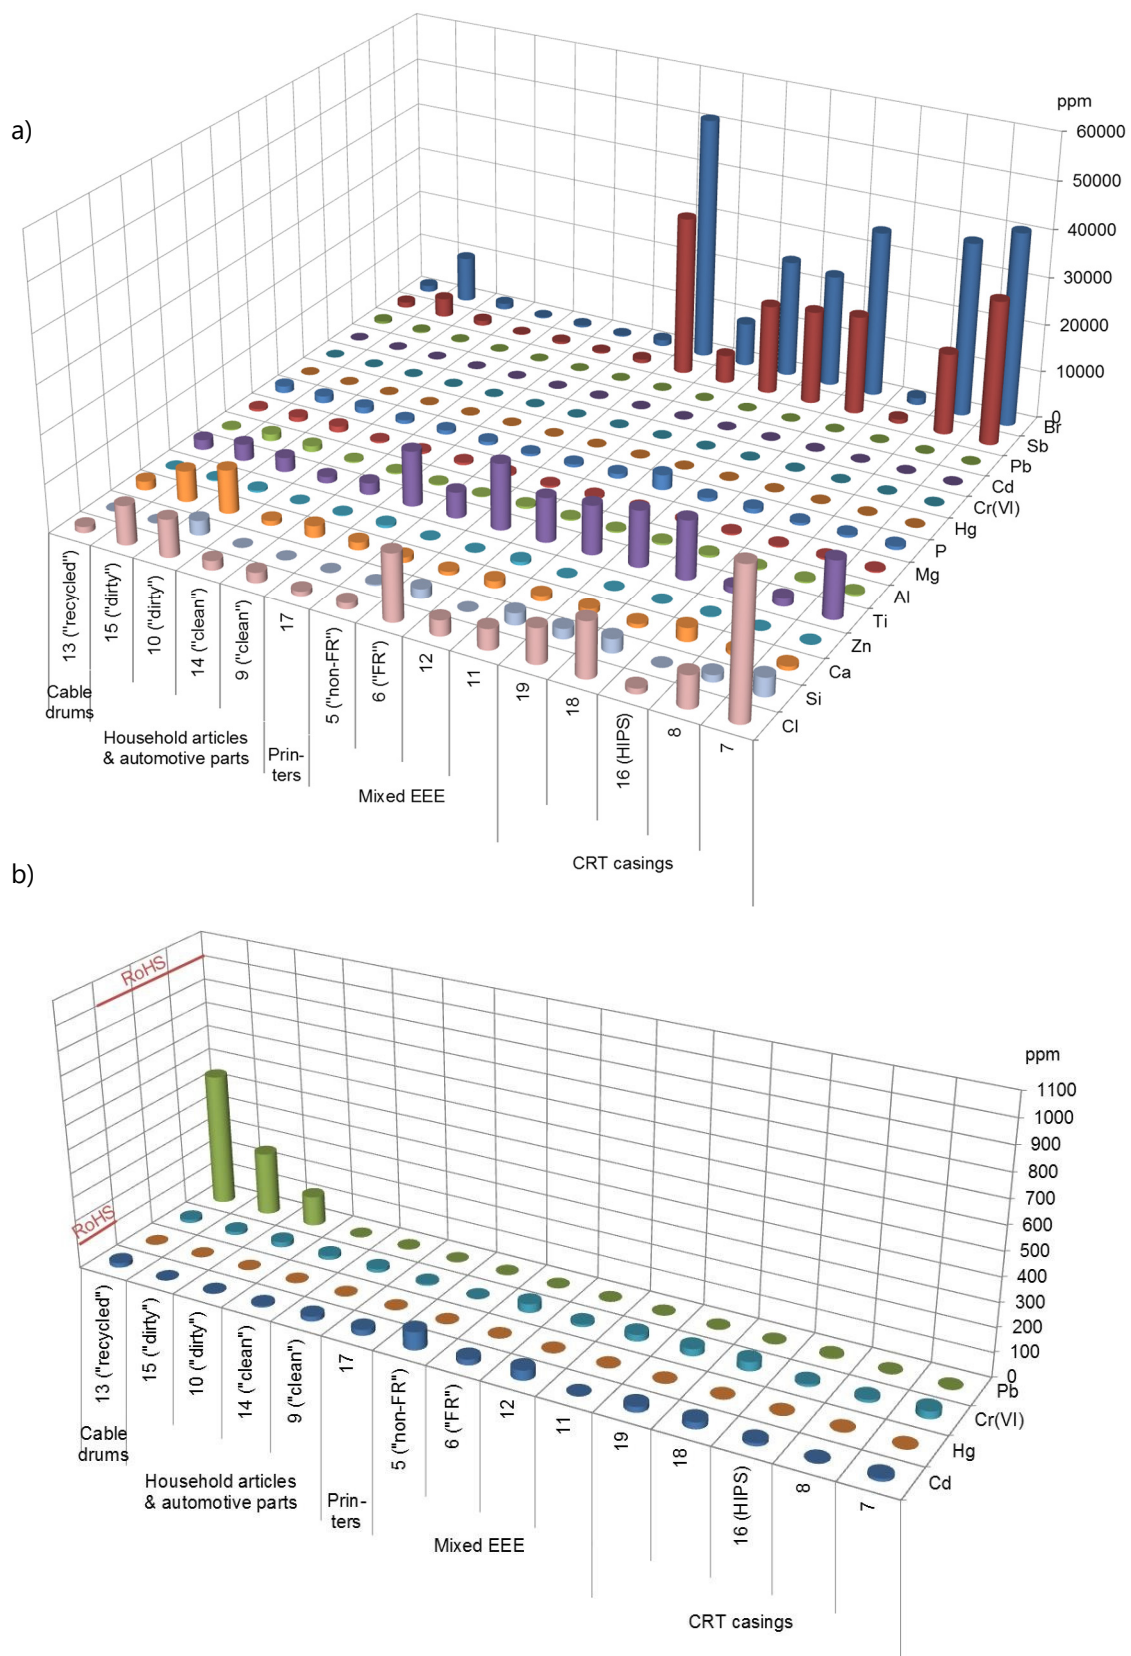 a)
ppm
60000
50000
40000
30000
20000
10000
0
Br
Sb
Pb
Cd
Cr(VI)
Hg
P
Mg
Al
Ti
Zn
Ca
Si
Cl
13 ("recycled")
15 ("dirty")
10 ("dirty")
14 ("clean")
9 ("clean")
17
5 ("non-FR")
6 ("FR")
12
11
19
18
16 (HIPS)
8
7
Cable
drums
Household articles
& automotive parts
Prin-
ters
Mixed EEE
CRT casings
b)
RoHS
RoHS
ppm
1100
1000
900
800
700
600
500
400
300
200
100
0
Pb
Cr(VI)
Hg
Cd
13 ("recycled")
15 ("dirty")
10 ("dirty")
14 ("clean")
9 ("clean")
17
5 ("non-FR")
6 ("FR")
12
11
19
18
16 (HIPS)
8
7
Cable
drums
Household articles
& automotive parts
Prin-
ters
Mixed EEE
CRT casings